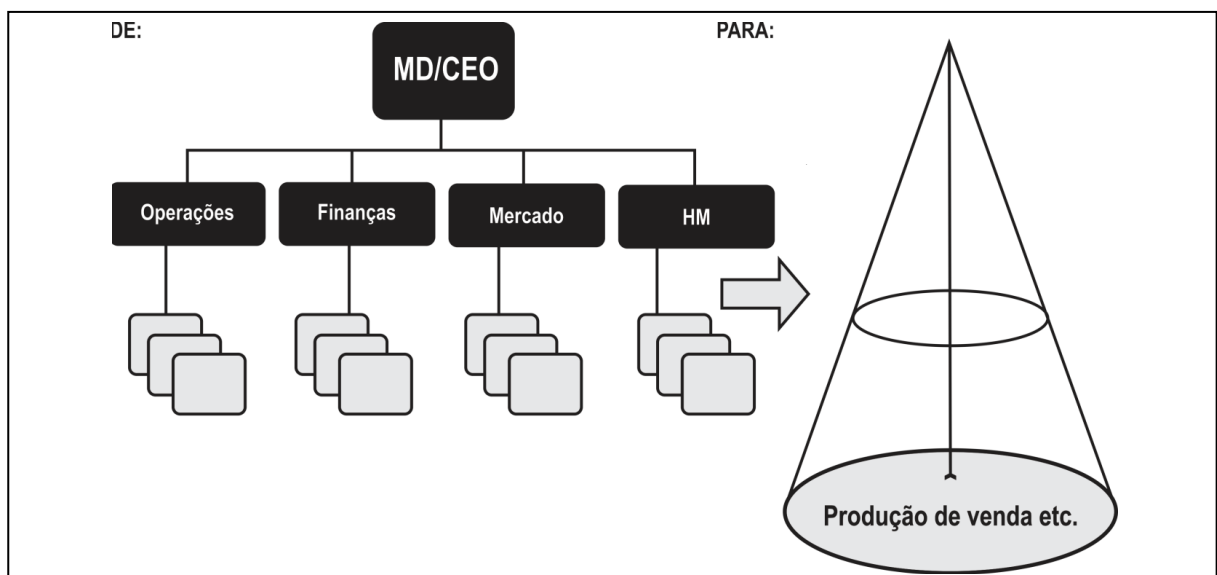 DE:
PARA:
MD/CEO
Operações
Finanças
Mercado
HM
Produção de venda etc.